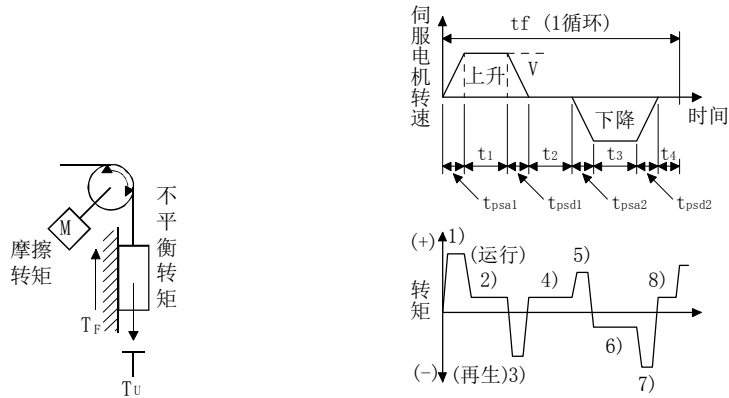 M
摩擦
转矩
TF
不平衡转矩
TU
伺服电机转速
tf (1循环)
上升
V
下降
时间
t1
t2
t3
t4
tpsa1
tpsd1
tpsa2
tpsd2
(+)
转矩
(-)
1)
(运行)
2)
(再生)3)
4)
5)
6)
7)
8)